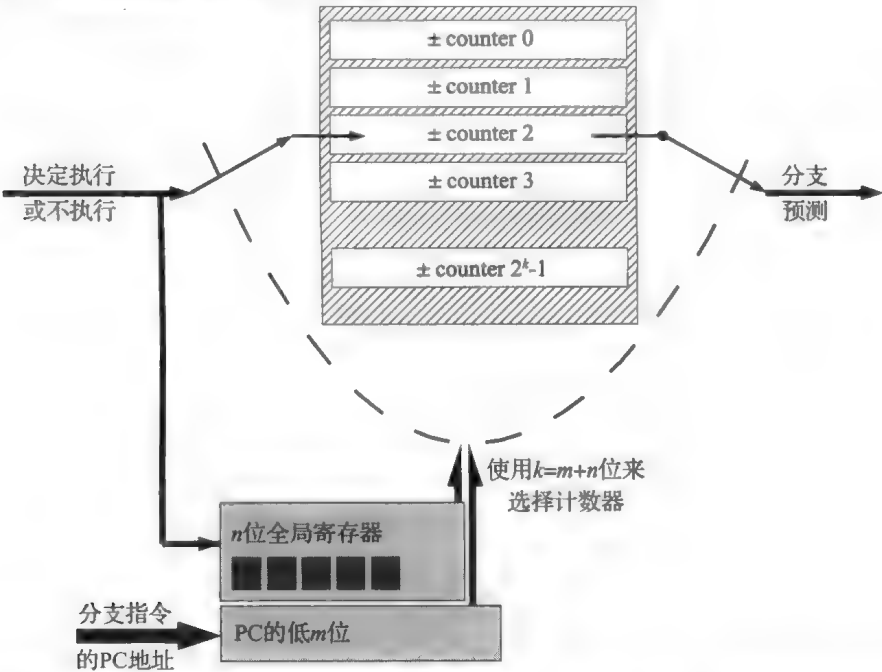 ± counter 0
± counter 1
± counter 2
± counter 3
± counter 2ᵏ-1
决定执行
或不执行
分支
预测
使用k=m+n位来
选择计数器
n位全局寄存器
分支指令
的PC地址
PC的低m位